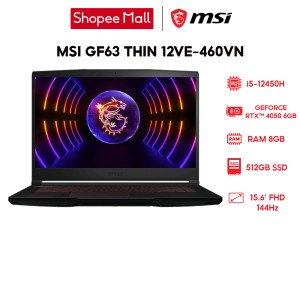 Shopee Mall
msi
MSI GF63 THIN 12VE-460VN
i5-12450H
GEFORCE
RTX™ 4050 6GB
RAM 8GB
512GB SSD
15.6' FHD
144Hz